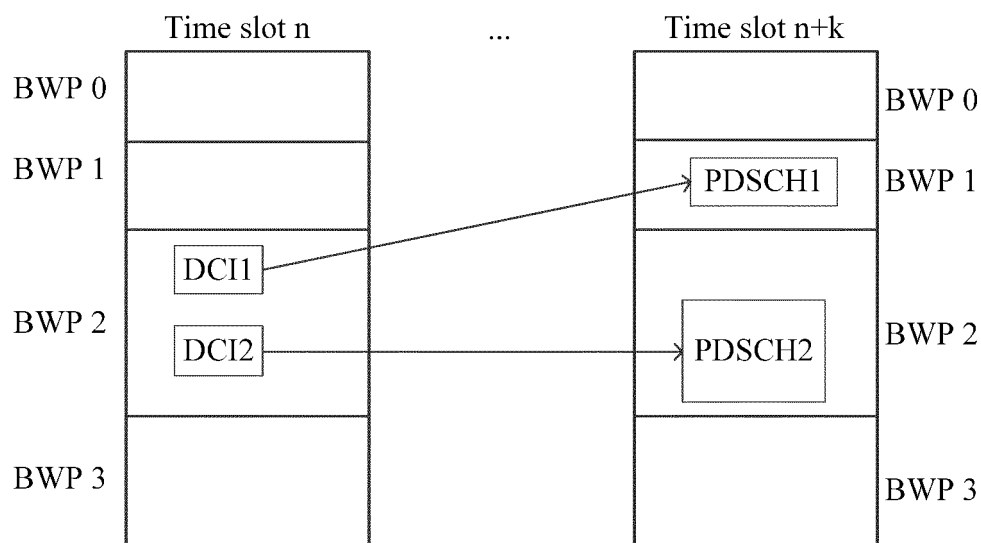 Time slot n ... Time slot n+k
BWP 0 BWP 0
BWP 1 PDSCH1 BWP 1
DCI1
BWP 2 DCI2 PDSCH2 BWP 2
BWP 3 BWP 3